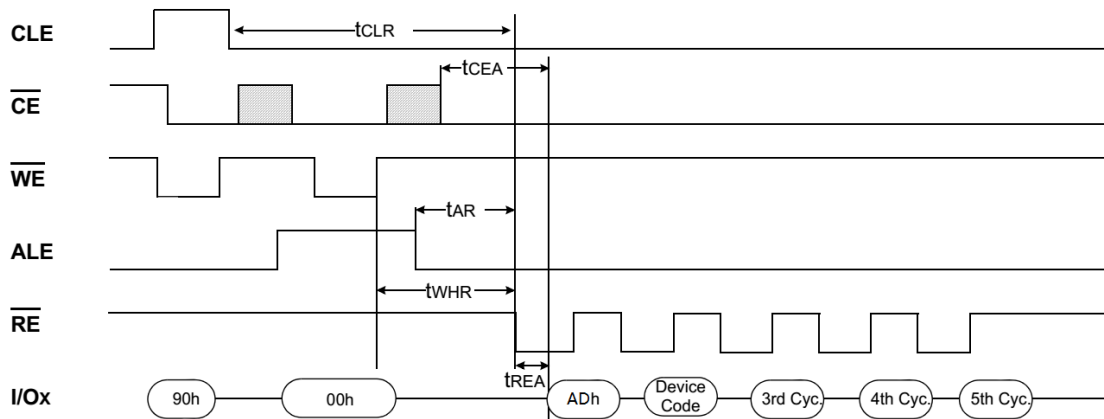 CLE
tCLR
tCEA
CE
WE
tAR
ALE
tWHR
RE
tREA
I/Ox
90h
00h
ADh
Device
Code
3rd Cyc.
4th Cyc.
5th Cyc.